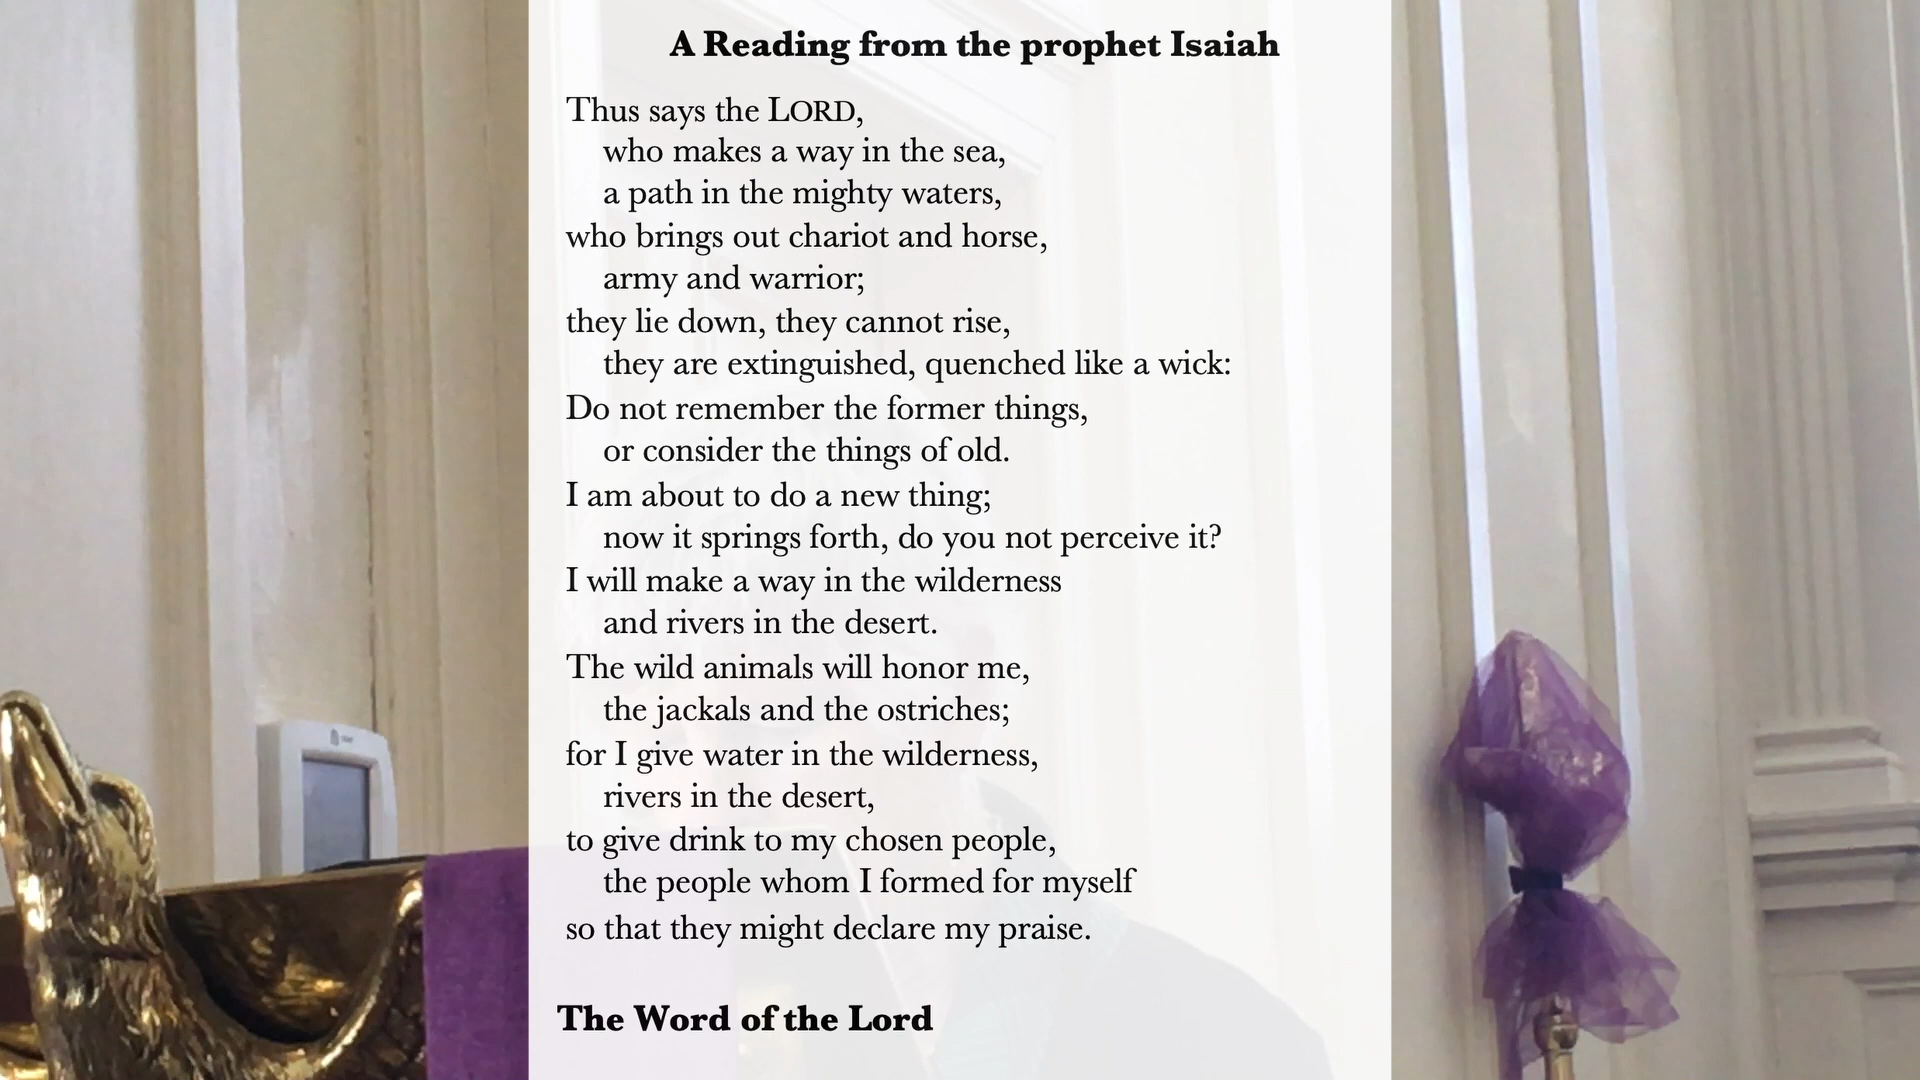 A Reading from the prophet Isaiah
Thus says the LORD,
who makes a way in the sea,
a path in the mighty waters,
who brings out chariot and horse,
army and warrior;
they lie down, they cannot rise,
they are extinguished, quenched like a wick:
Do not remember the former things,
or consider the things of old.
I am about to do a new thing;
now it springs forth, do you not perceive it?
I will make a way in the wilderness
and rivers in the desert.
The wild animals will honor me,
the jackals and the ostriches;
for I give water in the wilderness,
rivers in the desert,
to give drink to my chosen people,
the people whom I formed for myself
so that they might declare my praise.
The Word of the Lord